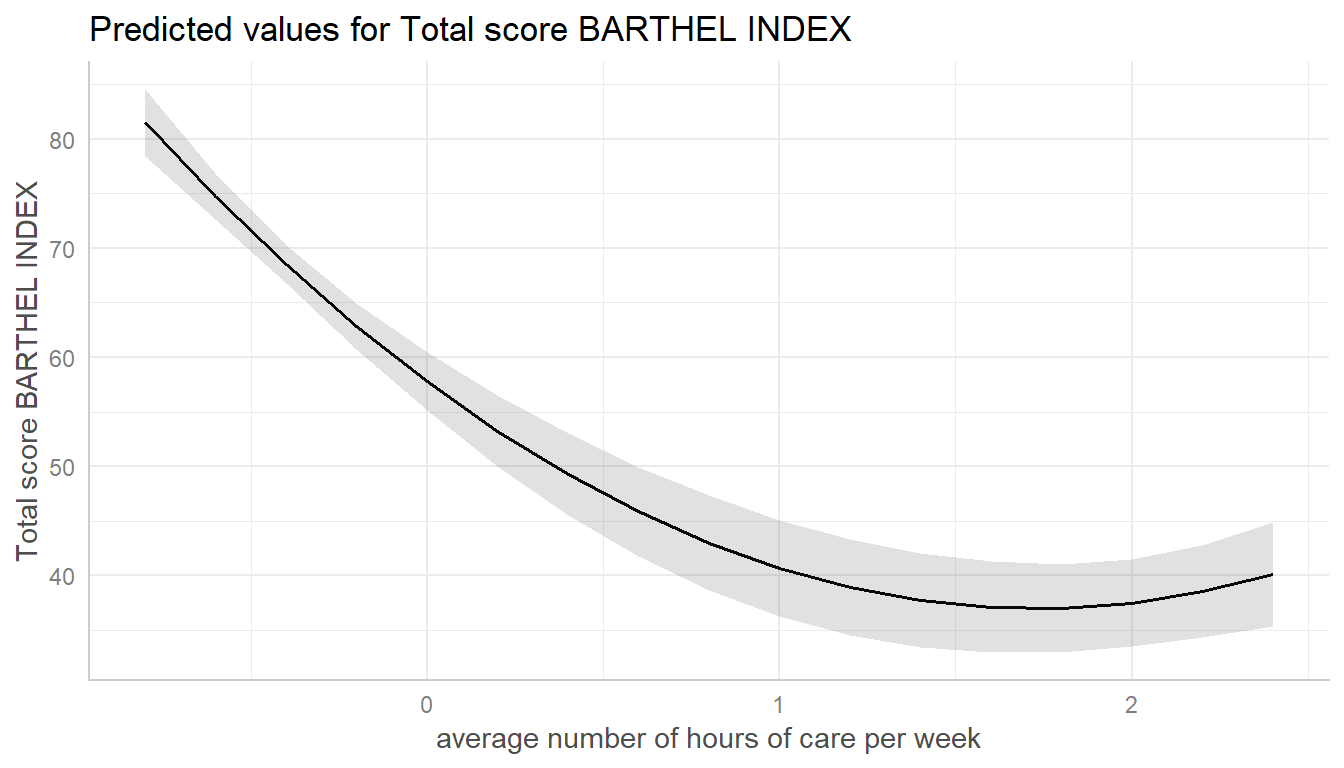 Predicted values for Total score BARTHEL INDEX
Total score BARTHEL INDEX
80
70
60
50
40
0
1
2
average number of hours of care per week